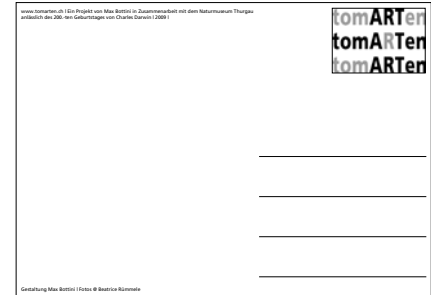 www.tomarten.ch I Ein Projekt von Max Bottini in Zusammenarbeit mit dem Naturmuseum Thurgau
anlässlich des 200.-ten Geburtstages von Charles Darwin I 2009 I
tomARTen
tomARTen
tomARTen
Gestaltung Max Bottini I Fotos @ Beatrice Rümmele